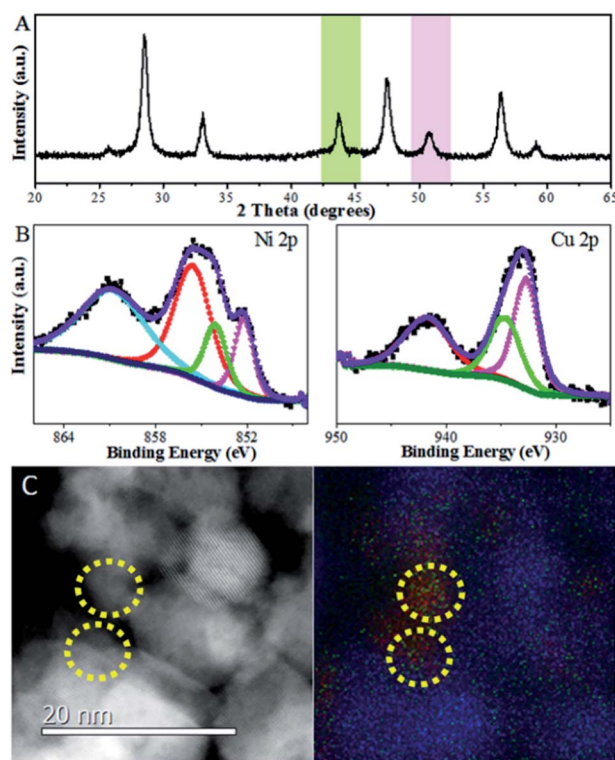 A
Intensity (a.u.)
20 25 30 35 40 45 50 55 60 65
2 Theta (degrees)
B
Ni 2p
Cu 2p
Intensity (a.u.)
864 858 852
950 940 930
Binding Energy (eV)
Binding Energy (eV)
C
20 nm